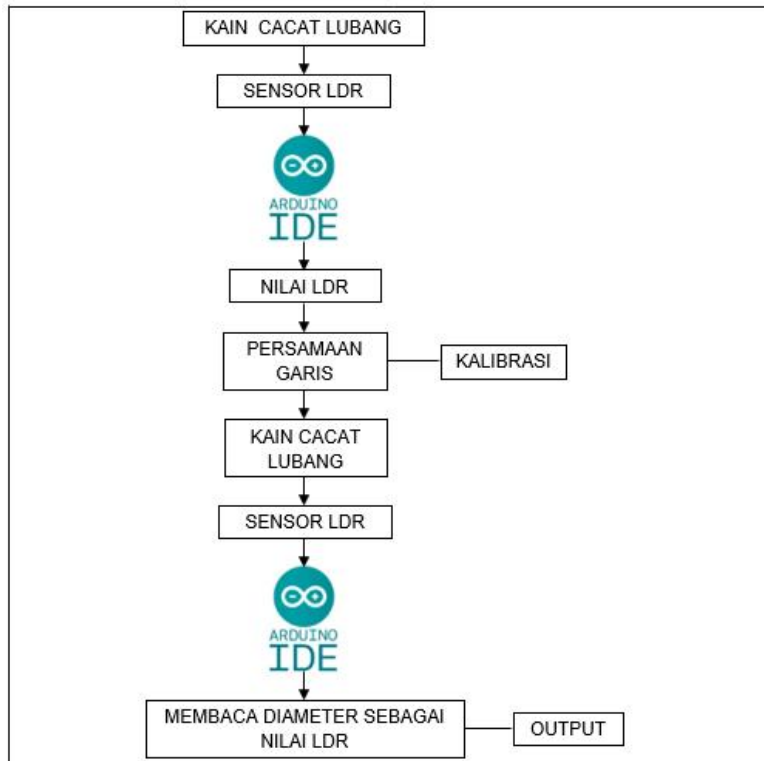 KAIN CACAT LUBANG
SENSOR LDR
ARDUINO
IDE
NILAI LDR
PERSAMAAN
GARIS
KALIBRASI
KAIN CACAT
LUBANG
SENSOR LDR
ARDUINO
IDE
MEMBACA DIAMETER SEBAGAI
NILAI LDR
OUTPUT